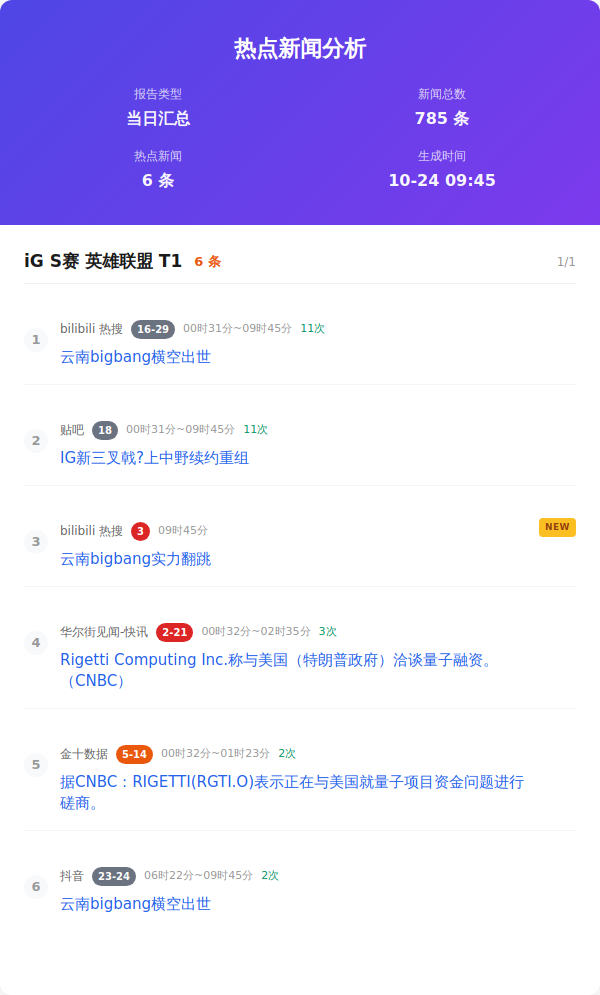 热点新闻分析
报告类型
新闻总数
当日汇总
785 条
热点新闻
生成时间
6 条
10-24 09:45
iG S赛 英雄联盟 T1 6 条 1/1
1
bilibili 热搜 16-29 00时31分~09时45分 11次
云南bigbang横空出世
2
贴吧 18 00时31分~09时45分 11次
IG新三叉戟?上中野续约重组
3
bilibili 热搜 3 09时45分 NEW
云南bigbang实力翻跳
4
华尔街见闻-快讯 2-21 00时32分~02时35分 3次
Rigetti Computing Inc.称与美国（特朗普政府）洽谈量子融资。
（CNBC）
5
金十数据 5-14 00时32分~01时23分 2次
据CNBC：RIGETTI(RGTI.O)表示正在与美国就量子项目资金问题进行
磋商。
6
抖音 23-24 06时22分~09时45分 2次
云南bigbang横空出世